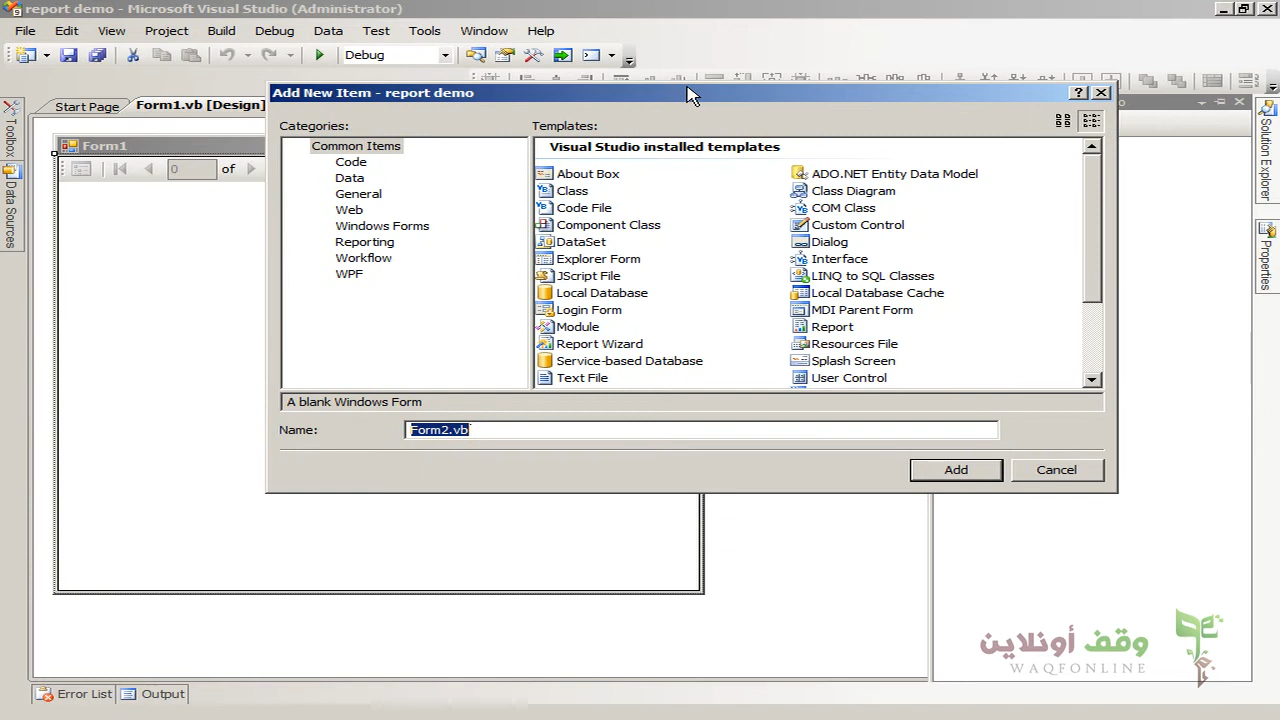 report demo - Microsoft Visual Studio (Administrator)
File Edit View Project Build Debug Data Test Tools Window Help
Debug
Start Page Form1.vb [Design]
Add New Item - report demo
Categories: Templates:
Common Items
Code
Data
General
Web
Windows Forms
Reporting
Workflow
WPF
Visual Studio installed templates
About Box ADO.NET Entity Data Model
Class Class Diagram
Code File COM Class
Component Class Custom Control
DataSet Dialog
Explorer Form Interface
JScript File LINQ to SQL Classes
Local Database Local Database Cache
Login Form MDI Parent Form
Module Report
Report Wizard Resources File
Service-based Database Splash Screen
Text File User Control
A blank Windows Form
Name: Form2.vb
Add Cancel
Form1
0 of
Toolbox
Data Sources
Solution Explorer
Properties
Error List Output
وقف أونلاين
WAQFONLINE